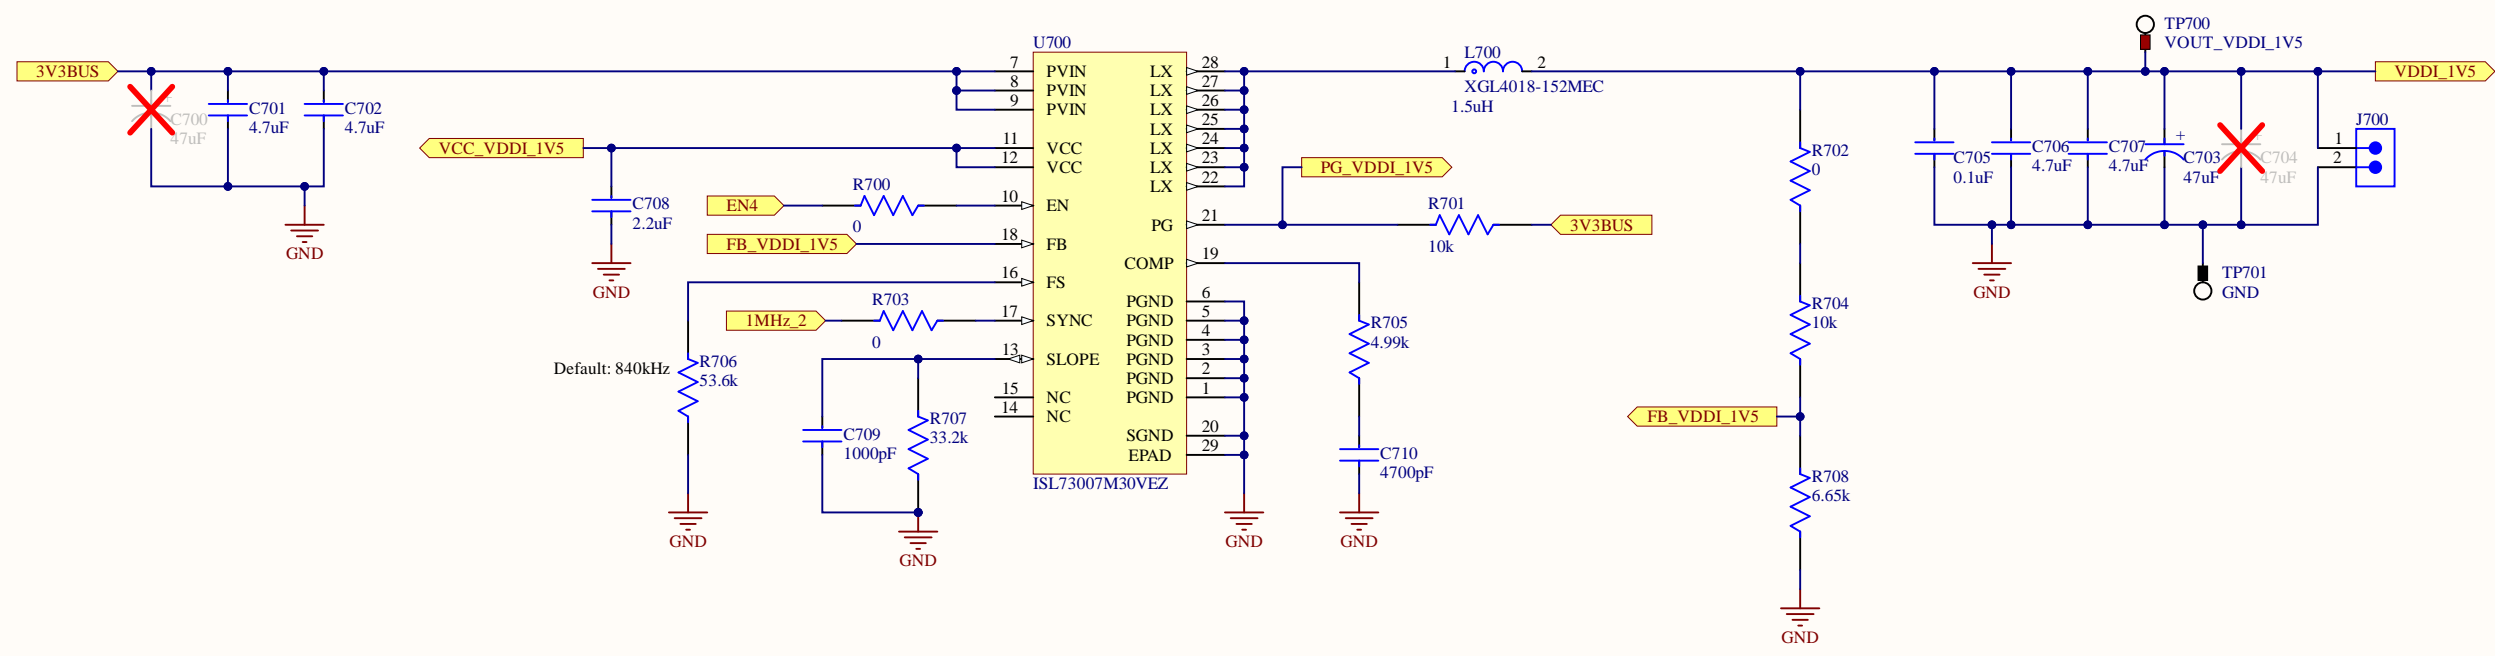 TP700
VOUT_VDDI_1V5
3V3BUS
C700
47uF
C701
4.7uF
C702
4.7uF
GND
VCC_VDDI_1V5
C708
2.2uF
GND
EN4
R700
0
FB_VDDI_1V5
1MHz_2
R703
0
Default: 840kHz
R706
53.6k
GND
C709
1000pF
R707
33.2k
GND
U700
7 PVIN
8 PVIN
9 PVIN
11 VCC
12 VCC
10 EN
18 FB
16 FS
17 SYNC
13 SLOPE
15 NC
14 NC
LX 28
LX 27
LX 26
LX 25
LX 24
LX 23
LX 22
PG 21
COMP 19
PGND 6
PGND 5
PGND 4
PGND 3
PGND 2
PGND 1
SGND 20
EPAD 29
ISL73007M30VEZ
GND
1 L700 2
XGL4018-152MEC
1.5uH
PG_VDDI_1V5
R701
10k
3V3BUS
R705
4.99k
C710
4700pF
GND
R702
0
R704
10k
FB_VDDI_1V5
R708
6.65k
GND
C705
0.1uF
C706
4.7uF
C707
4.7uF
+
C703
47uF
C704
47uF
GND
TP701
GND
VDDI_1V5
J700
1
2